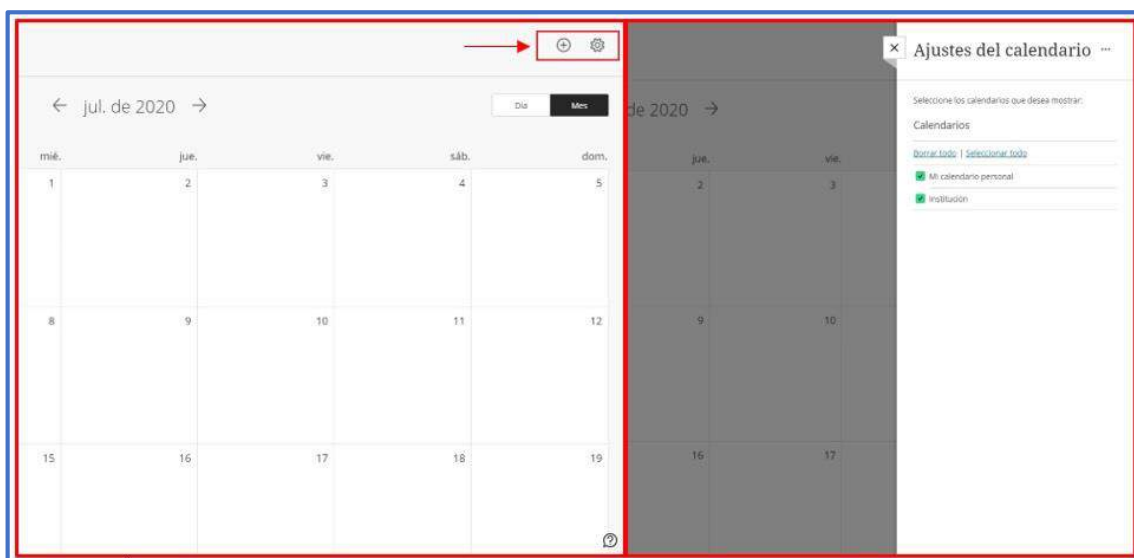 jul. de 2020
Día Mes
mié. jue. vie. sáb. dom.
1 2 3 4 5
8 9 10 11 12
15 16 17 18 19
de 2020
jue. vie.
2 3
9 10
16 17
Ajustes del calendario
Seleccione los calendarios que desea mostrar:
Calendarios
Borrar todo | Seleccionar todo
Mi calendario personal
Institución